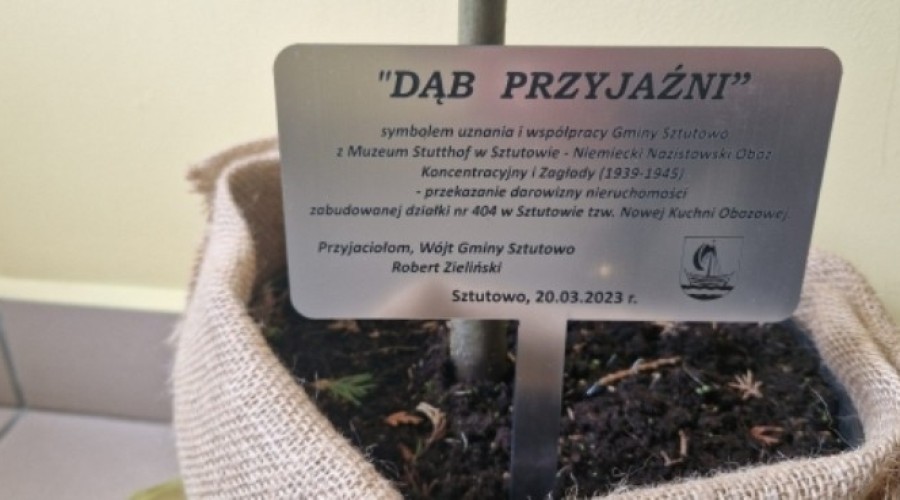 "DĄB PRZYJAŹNI”
symbolem uznania i współpracy Gminy Sztutowo
z Muzeum Stutthof w Sztutowie - Niemiecki Nazistowski Obóz
Koncentracyjny i Zagłady (1939-1945)
- przekazanie darowizny nieruchomości
zabudowanej działki nr 404 w Sztutowie tzw. Nowej Kuchni Obozowej
Przyjaciołom, Wójt Gminy Sztutowo
Robert Zieliński
Sztutowo, 20.03.2023 r.